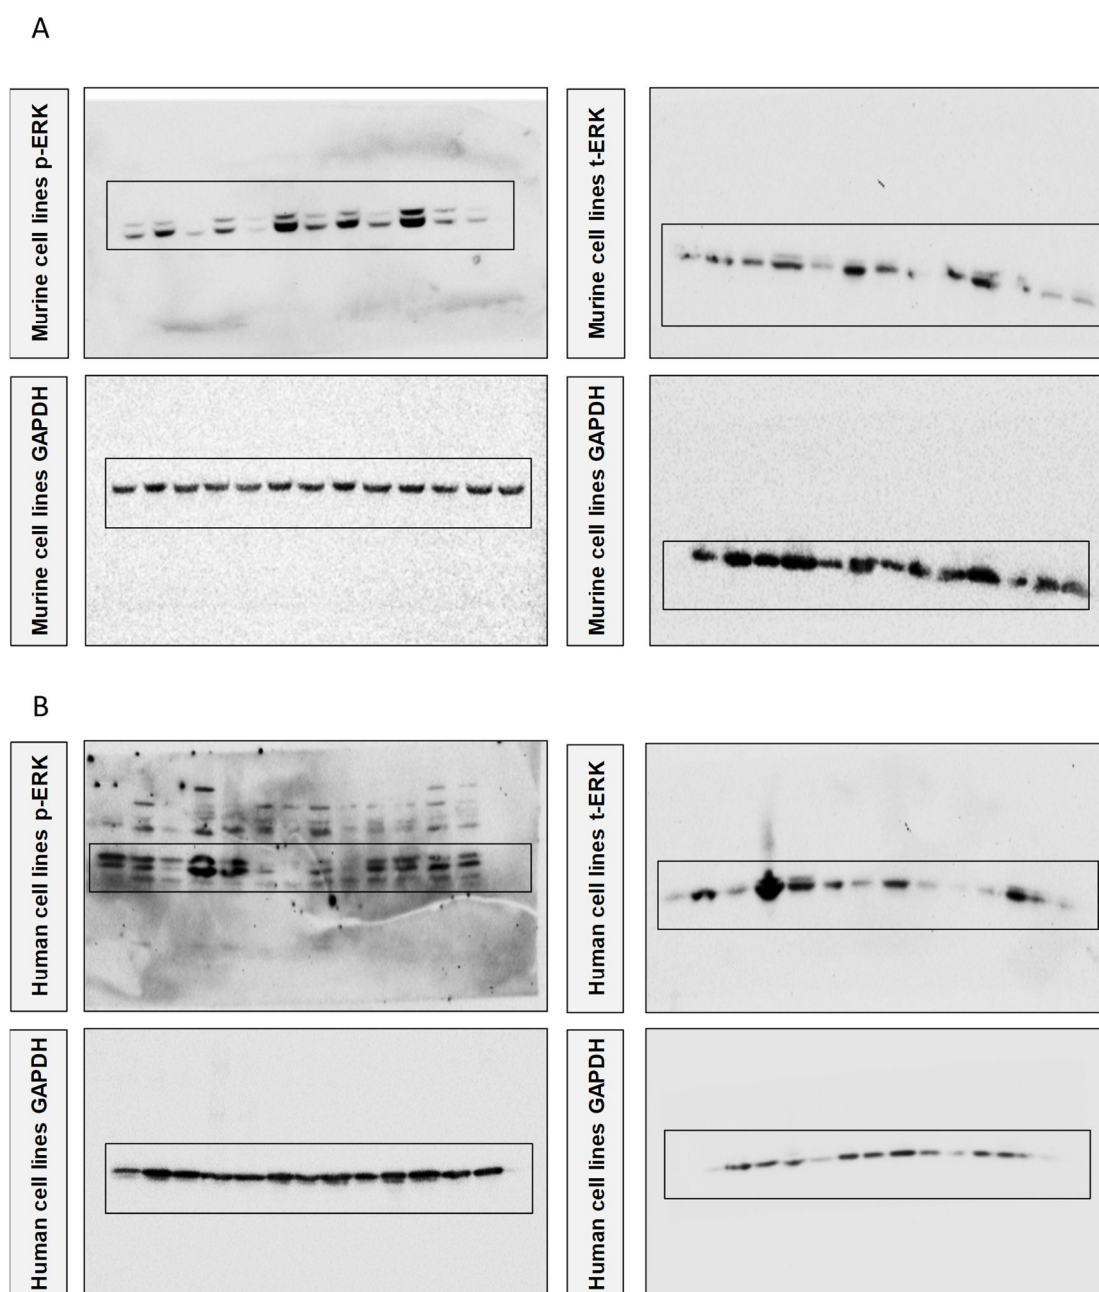 A
Murine cell lines p-ERK
Murine cell lines t-ERK
Murine cell lines GAPDH
Murine cell lines GAPDH
B
Human cell lines p-ERK
Human cell lines t-ERK
Human cell lines GAPDH
Human cell lines GAPDH